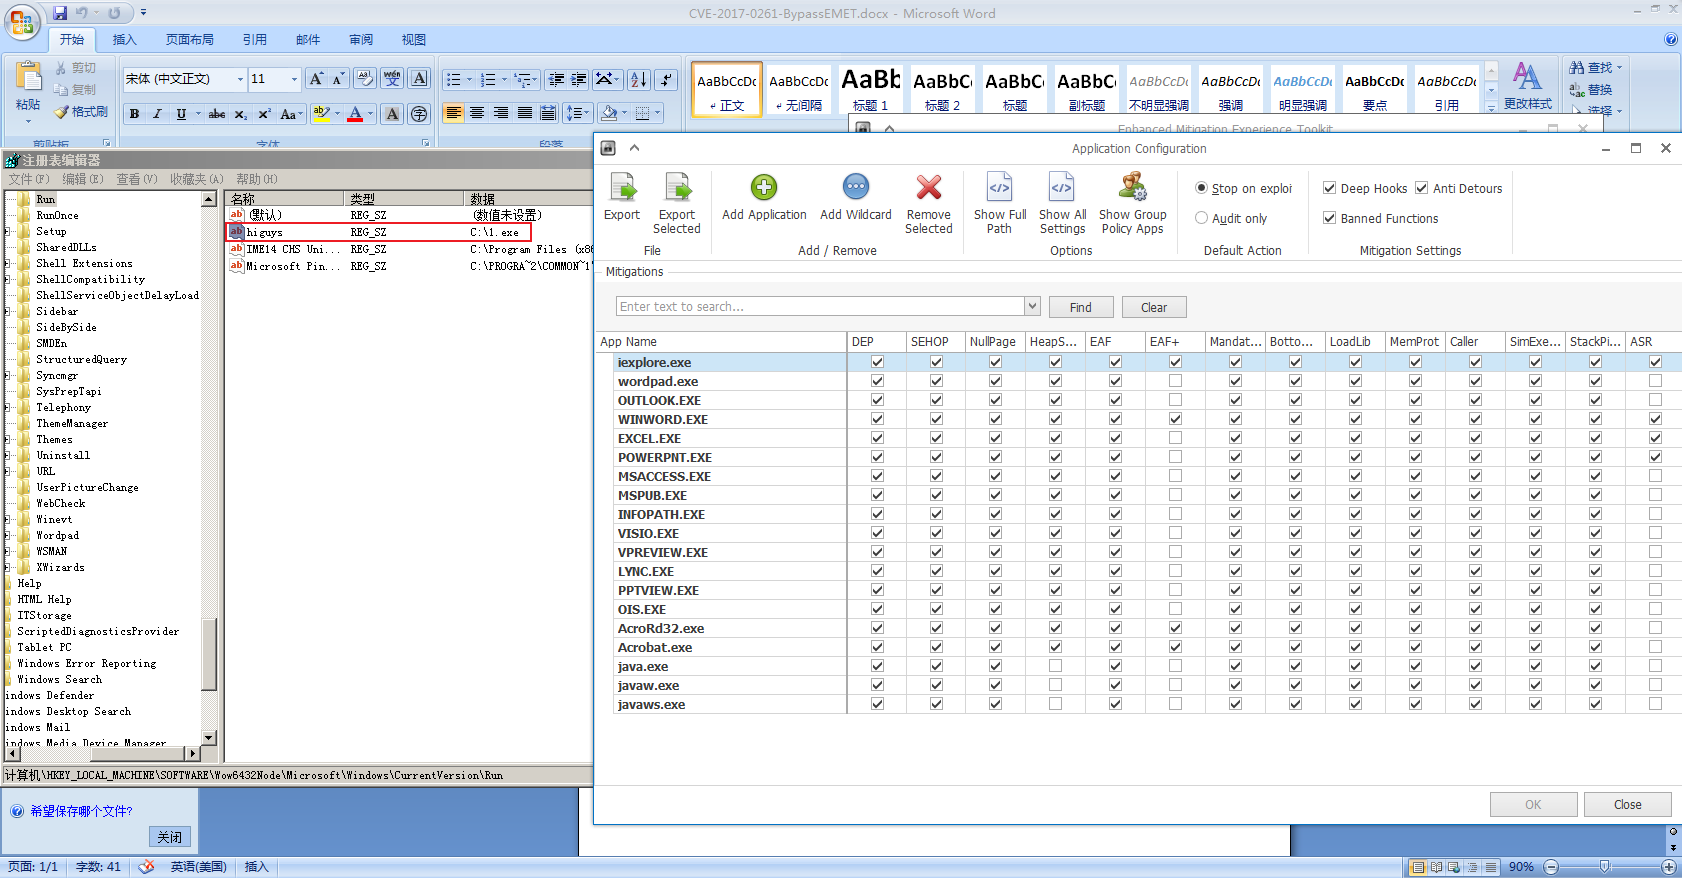 CVE-2017-0261-BypassEMET.docx - Microsoft Word
开始 插入 页面布局 引用 邮件 审阅 视图
粘贴
剪切
复制
格式刷
剪贴板
宋体 (中文正文) 11
字体
段落
AaBbCcDc AaBbCcDc AaBb AaBbC AaBbC AaBbC AaBbCcDc AaBbCcDc AaBbCcDc AaBbCcDc AaBbCcDc
正文 无间隔 标题 1 标题 2 标题 副标题 不明显强调 强调 明显强调 要点 引用
更改样式
查找
替换
选择
Enhanced Mitigation Experience Toolkit
注册表编辑器
文件(F) 编辑(E) 查看(V) 收藏夹(A) 帮助(H)
Run
RunOnce
Setup
SharedDLLs
Shell Extensions
ShellCompatibility
ShellServiceObjectDelayLoad
Sidebar
SideBySide
SMDEn
StructuredQuery
Syncmgr
SysPrepTapi
Telephony
ThemeManager
Themes
Uninstall
URL
UserPictureChange
WebCheck
Winevt
Wordpad
WSMAN
XWizards
Help
HTML Help
ITStorage
ScriptedDiagnosticsProvider
Tablet PC
Windows Error Reporting
Windows Search
indows Defender
indows Desktop Search
indows Mail
indows Media Device Manager
名称 类型 数据
(默认) REG_SZ (数值未设置)
higuys REG_SZ C:\1.exe
IME14 CHS Uni... REG_SZ C:\Program Files (x86
Microsoft Pin... REG_SZ C:\PROGRA~2\COMMON~1\
计算机\HKEY_LOCAL_MACHINE\SOFTWARE\Wow6432Node\Microsoft\Windows\CurrentVersion\Run
Application Configuration
Export
Export Selected
File
Add Application
Add Wildcard
Remove Selected
Add / Remove
Show Full Path
Show All Settings
Show Group Policy Apps
Options
Stop on exploi
Audit only
Default Action
Deep Hooks Anti Detours
Banned Functions
Mitigation Settings
Mitigations
Enter text to search... Find Clear
App Name DEP SEHOP NullPage HeapS... EAF EAF+ Mandat... Botto... LoadLib MemProt Caller SimExe... StackPi... ASR
iexplore.exe
wordpad.exe
OUTLOOK.EXE
WINWORD.EXE
EXCEL.EXE
POWERPNT.EXE
MSACCESS.EXE
MSPUB.EXE
INFOPATH.EXE
VISIO.EXE
VPREVIEW.EXE
LYNC.EXE
PPTVIEW.EXE
OIS.EXE
AcroRd32.exe
Acrobat.exe
java.exe
javaw.exe
javaws.exe
OK Close
希望保存哪个文件?
关闭
页面: 1/1 字数: 41 英语(美国) 插入 90%